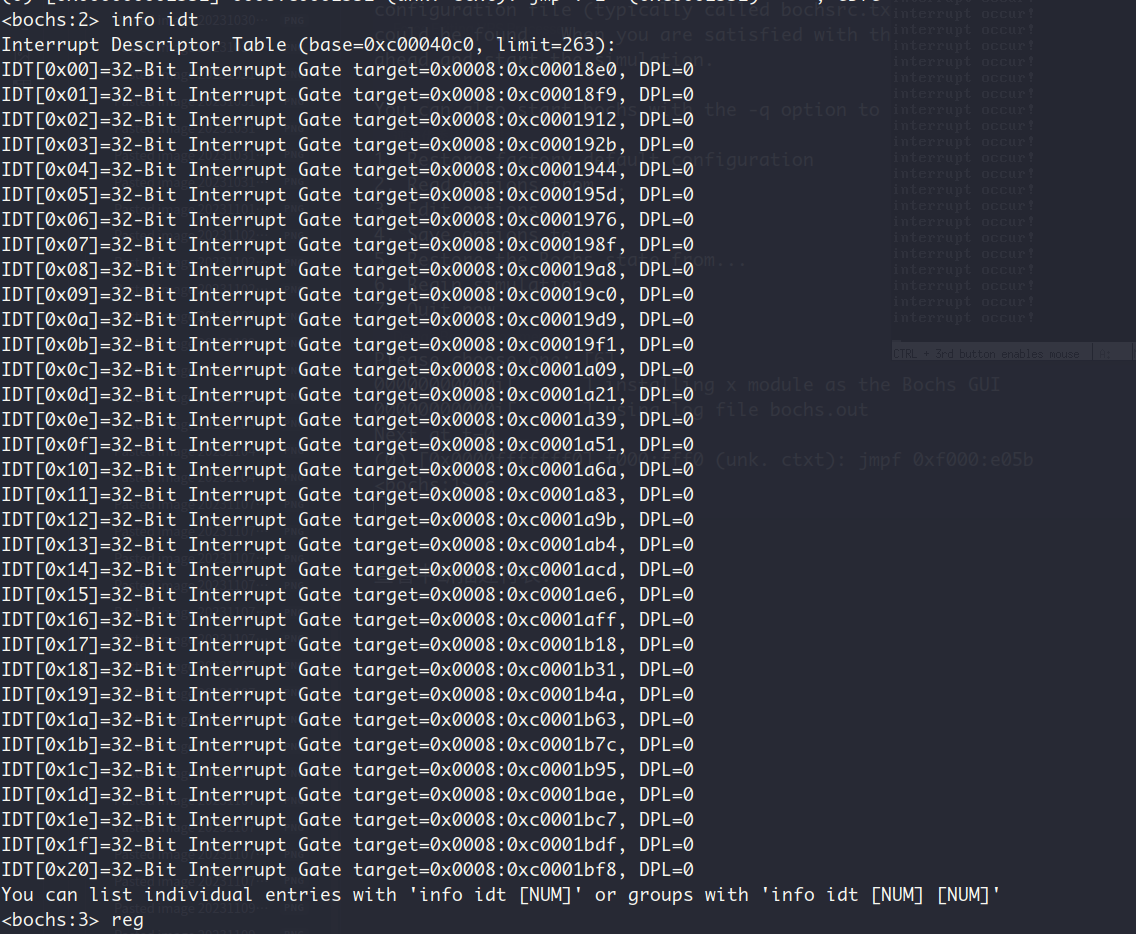 <bochs:2> info idt
Interrupt Descriptor Table (base=0xc00040c0, limit=263):
IDT[0x00]=32-Bit Interrupt Gate target=0x0008:0xc00018e0, DPL=0
IDT[0x01]=32-Bit Interrupt Gate target=0x0008:0xc00018f9, DPL=0
IDT[0x02]=32-Bit Interrupt Gate target=0x0008:0xc0001912, DPL=0
IDT[0x03]=32-Bit Interrupt Gate target=0x0008:0xc000192b, DPL=0
IDT[0x04]=32-Bit Interrupt Gate target=0x0008:0xc0001944, DPL=0
IDT[0x05]=32-Bit Interrupt Gate target=0x0008:0xc000195d, DPL=0
IDT[0x06]=32-Bit Interrupt Gate target=0x0008:0xc0001976, DPL=0
IDT[0x07]=32-Bit Interrupt Gate target=0x0008:0xc000198f, DPL=0
IDT[0x08]=32-Bit Interrupt Gate target=0x0008:0xc00019a8, DPL=0
IDT[0x09]=32-Bit Interrupt Gate target=0x0008:0xc00019c0, DPL=0
IDT[0x0a]=32-Bit Interrupt Gate target=0x0008:0xc00019d9, DPL=0
IDT[0x0b]=32-Bit Interrupt Gate target=0x0008:0xc00019f1, DPL=0
IDT[0x0c]=32-Bit Interrupt Gate target=0x0008:0xc0001a09, DPL=0
IDT[0x0d]=32-Bit Interrupt Gate target=0x0008:0xc0001a21, DPL=0
IDT[0x0e]=32-Bit Interrupt Gate target=0x0008:0xc0001a39, DPL=0
IDT[0x0f]=32-Bit Interrupt Gate target=0x0008:0xc0001a51, DPL=0
IDT[0x10]=32-Bit Interrupt Gate target=0x0008:0xc0001a6a, DPL=0
IDT[0x11]=32-Bit Interrupt Gate target=0x0008:0xc0001a83, DPL=0
IDT[0x12]=32-Bit Interrupt Gate target=0x0008:0xc0001a9b, DPL=0
IDT[0x13]=32-Bit Interrupt Gate target=0x0008:0xc0001ab4, DPL=0
IDT[0x14]=32-Bit Interrupt Gate target=0x0008:0xc0001acd, DPL=0
IDT[0x15]=32-Bit Interrupt Gate target=0x0008:0xc0001ae6, DPL=0
IDT[0x16]=32-Bit Interrupt Gate target=0x0008:0xc0001aff, DPL=0
IDT[0x17]=32-Bit Interrupt Gate target=0x0008:0xc0001b18, DPL=0
IDT[0x18]=32-Bit Interrupt Gate target=0x0008:0xc0001b31, DPL=0
IDT[0x19]=32-Bit Interrupt Gate target=0x0008:0xc0001b4a, DPL=0
IDT[0x1a]=32-Bit Interrupt Gate target=0x0008:0xc0001b63, DPL=0
IDT[0x1b]=32-Bit Interrupt Gate target=0x0008:0xc0001b7c, DPL=0
IDT[0x1c]=32-Bit Interrupt Gate target=0x0008:0xc0001b95, DPL=0
IDT[0x1d]=32-Bit Interrupt Gate target=0x0008:0xc0001bae, DPL=0
IDT[0x1e]=32-Bit Interrupt Gate target=0x0008:0xc0001bc7, DPL=0
IDT[0x1f]=32-Bit Interrupt Gate target=0x0008:0xc0001bdf, DPL=0
IDT[0x20]=32-Bit Interrupt Gate target=0x0008:0xc0001bf8, DPL=0
You can list individual entries with 'info idt [NUM]' or groups with 'info idt [NUM] [NUM]'
<bochs:3> reg